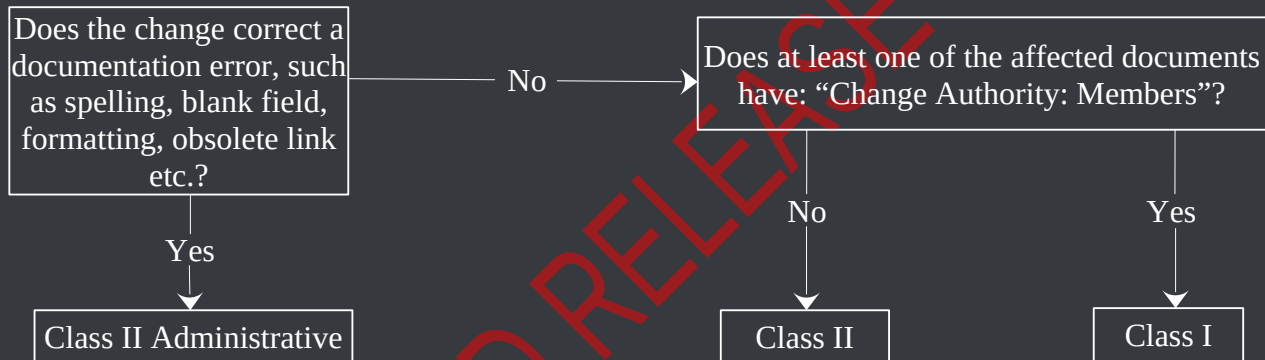 Does the change correct a
documentation error, such
as spelling, blank field,
formatting, obsolete link
etc.?
No
Does at least one of the affected documents
have: “Change Authority: Members”?
Yes
No
Yes
Class II Administrative
Class II
Class I
RELEASE